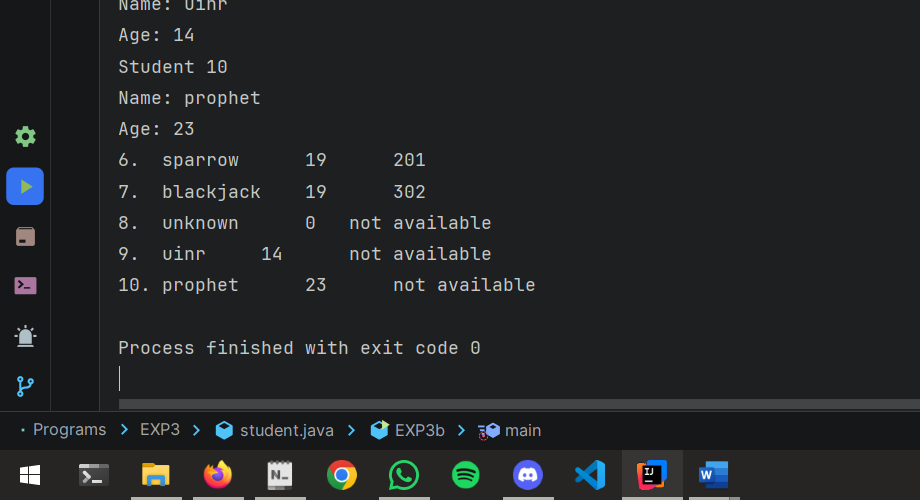 Name: Uinr
Age: 14
Student 10
Name: prophet
Age: 23
6. sparrow 19 201
7. blackjack 19 302
8. unknown 0 not available
9. uinr 14 not available
10. prophet 23 not available
Process finished with exit code 0
Programs > EXP3 > student.java > EXP3b > main